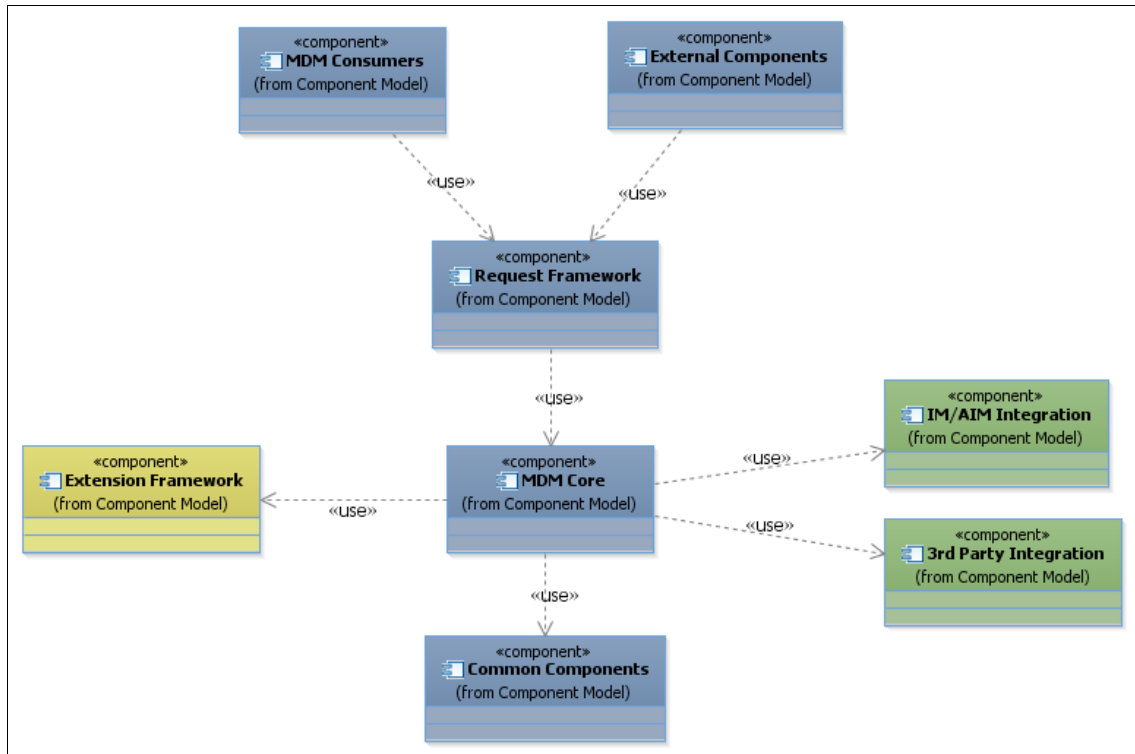 «component»
MDM Consumers
(from Component Model)
«component»
External Components
(from Component Model)
«use»
«use»
«component»
Request Framework
(from Component Model)
«use»
«component»
IM/AIM Integration
(from Component Model)
«component»
Extension Framework
(from Component Model)
«use»
«component»
MDM Core
(from Component Model)
«use»
«use»
«component»
3rd Party Integration
(from Component Model)
«use»
«component»
Common Components
(from Component Model)